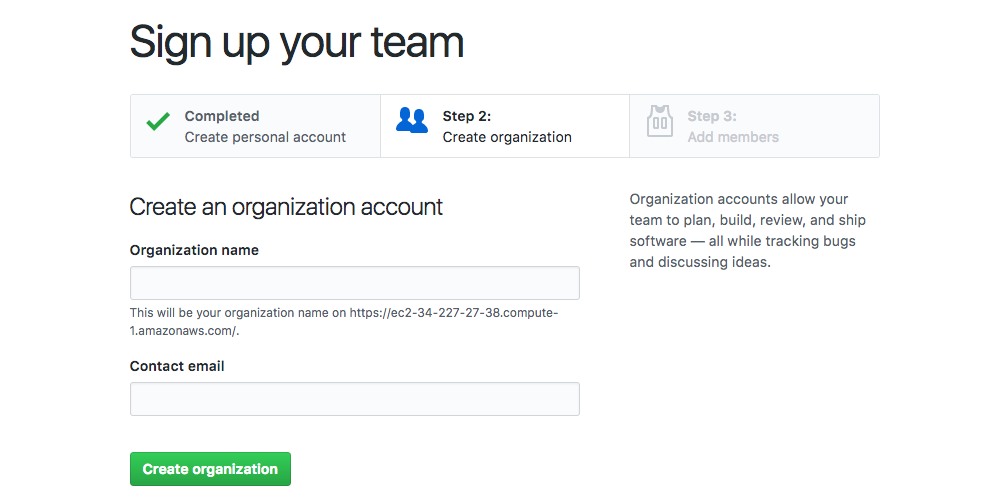 Sign up your team
Completed
Create personal account
Step 2:
Create organization
Step 3:
Add members
Create an organization account
Organization name
This will be your organization name on https://ec2-34-227-27-38.compute-
1.amazonaws.com/.
Contact email
Create organization
Organization accounts allow your
team to plan, build, review, and ship
software — all while tracking bugs
and discussing ideas.